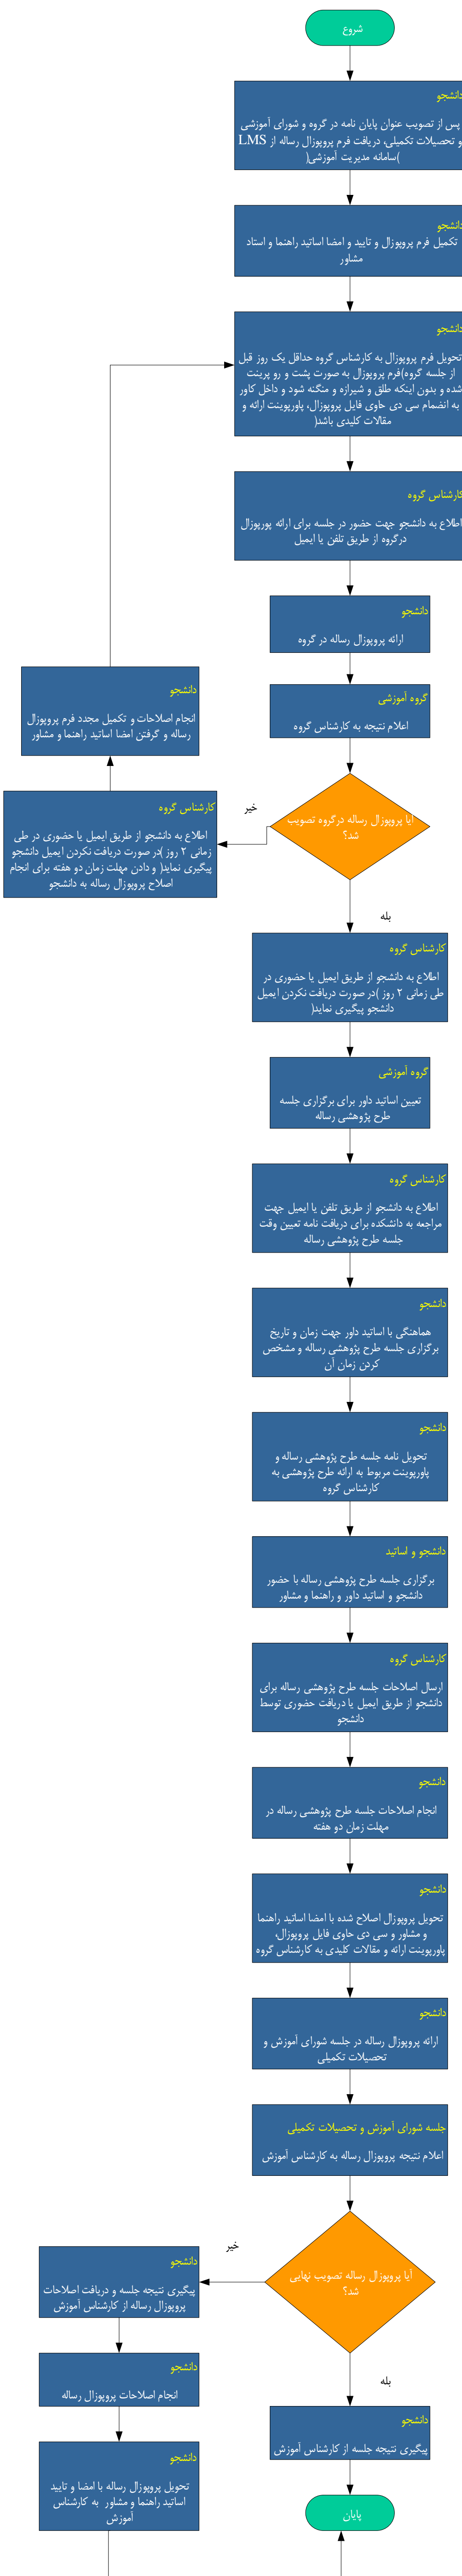 شروع
دانشجو
پس از تصویب عنوان پایان نامه در گروه و شورای آموزشی
و تحصیلات تکمیلی، دریافت فرم پروپوزال رساله از LMS
)سامانه مدیریت آموزشی(
دانشجو
تکمیل فرم پروپوزال و تایید و امضا اساتید راهنما و استاد
مشاور
دانشجو
تحویل فرم پروپوزال به کارشناس گروه حداقل یک روز قبل
از جلسه گروه)فرم پروپوزال به صورت پشت و رو پرینت
شده و بدون اینکه طلق و شیرازه و منگنه شود و داخل کاور
به انضمام سی دی حاوی فایل پروپوزال، پاورپوینت ارائه و
مقالات کلیدی باشد(
کارشناس گروه
اطلاع به دانشجو جهت حضور در جلسه برای ارائه پورپوزال
درگروه از طریق تلفن یا ایمیل
دانشجو
ارائه پروپوزال رساله در گروه
گروه آموزشی
اعلام نتیجه به کارشناس گروه
آیا پروپوزال رساله درگروه تصویب
شد؟
خیر
کارشناس گروه
اطلاع به دانشجو از طریق ایمیل یا حضوری در طی
زمانی ۲ روز )در صورت دریافت نکردن ایمیل دانشجو
پیگیری نماید( و دادن مهلت زمان دو هفته برای انجام
اصلاح پروپوزال رساله به دانشجو
دانشجو
انجام اصلاحات و تکمیل مجدد فرم پروپوزال
رساله و گرفتن امضا اساتید راهنما و مشاور
بله
کارشناس گروه
اطلاع به دانشجو از طریق ایمیل یا حضوری در
طی زمانی ۲ روز )در صورت دریافت نکردن ایمیل
دانشجو پیگیری نماید(
گروه آموزشی
تعیین اساتید داور برای برگزاری جلسه
طرح پژوهشی رساله
کارشناس گروه
اطلاع به دانشجو از طریق تلفن یا ایمیل جهت
مراجعه به دانشکده برای دریافت نامه تعیین وقت
جلسه طرح پژوهشی رساله
دانشجو
هماهنگی با اساتید داور جهت زمان و تاریخ
برگزاری جلسه طرح پژوهشی رساله و مشخص
کردن زمان آن
دانشجو
تحویل نامه جلسه طرح پژوهشی رساله و
پاورپوینت مربوط به ارائه طرح پژوهشی به
کارشناس گروه
دانشجو و اساتید
برگزاری جلسه طرح پژوهشی رساله با حضور
دانشجو و اساتید داور و راهنما و مشاور
کارشناس گروه
ارسال اصلاحات جلسه طرح پژوهشی رساله برای
دانشجو از طریق ایمیل یا دریافت حضوری توسط
دانشجو
دانشجو
انجام اصلاحات جلسه طرح پژوهشی رساله در
مهلت زمان دو هفته
دانشجو
تحویل پروپوزال اصلاح شده با امضا اساتید راهنما
و مشاور و سی دی حاوی فایل پروپوزال،
پاورپوینت ارائه و مقالات کلیدی به کارشناس گروه
دانشجو
ارائه پروپوزال رساله در جلسه شورای آموزش و
تحصیلات تکمیلی
جلسه شورای آموزش و تحصیلات تکمیلی
اعلام نتیجه پروپوزال رساله به کارشناس آموزش
آیا پروپوزال رساله تصویب نهایی
شد؟
خیر
دانشجو
پیگیری نتیجه جلسه و دریافت اصلاحات
پروپوزال رساله از کارشناس آموزش
دانشجو
انجام اصلاحات پروپوزال رساله
دانشجو
تحویل پروپوزال رساله با امضا و تایید
اساتید راهنما و مشاور به کارشناس
آموزش
بله
دانشجو
پیگیری نتیجه جلسه از کارشناس آموزش
پایان